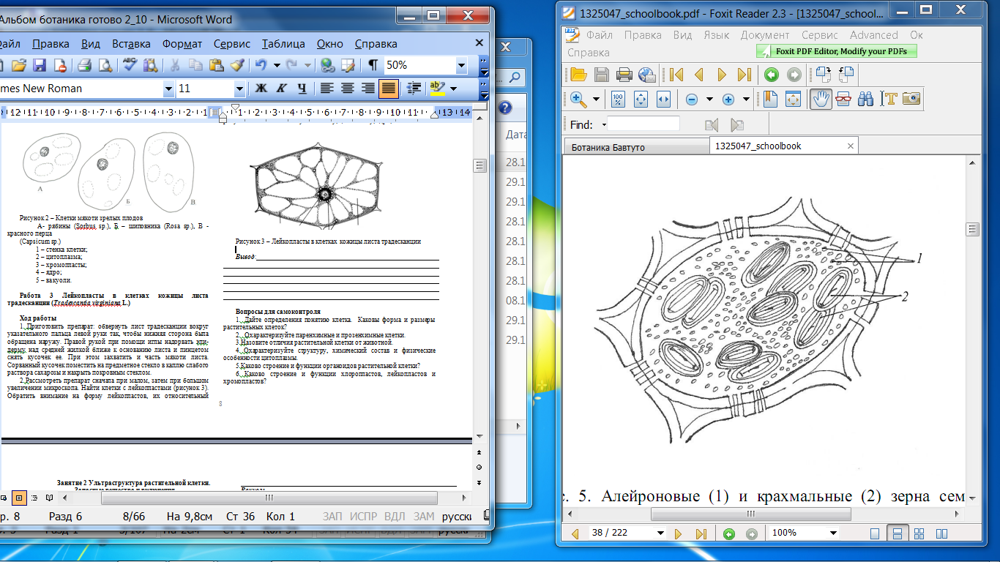 Альбом ботаника готово 2_10 - Microsoft Word
Правка Вид Вставка Формат Сервис Таблица Окно Справка
50%
mes New Roman 11 Ж К Ч
12 11 10 9 8 7 6 5 4 3 2 1 1 2 3 4 5 6 7 8 9 10 11 13 14
А
Б
В
Рисунок 2 – Клетки мякоти зрелых плодов
А- рябины (Sorbus sp.), Б – шиповника (Rosa sp.), В -
красного перца
(Capsicum sp.)
1 – стенка клетки;
2 – цитоплазма;
3 – хромопласты;
4 – ядро;
5 – вакуоли.
Работа 3 Лейкопласты в клетках кожицы листа
традесканции (Tradescandia virginiana L.)
Ход работы
1. Приготовить препарат: обвернуть лист традесканции вокруг
указательного пальца левой руки так, чтобы нижняя сторона была
обращена наружу. Правой рукой при помощи иглы надорвать эпи-
дерму над средней жилкой ближе к основанию листа и пинцетом
снять кусочек ее. При этом захватить и часть мякоти листа.
Сорванный кусочек поместить на предметное стекло в каплю слабого
раствора сахарозы и накрыть покровным стеклом.
2.Рассмотреть препарат сначала при малом, затем при большом
увеличении микроскопа. Найти клетки с лейкопластами (рисунок 3).
Обратить внимание на форму лейкопластов, их относительный
Рисунок 3 – Лейкопласты в клетках кожицы листа традесканции
Вывод:
Вопросы для самоконтроля
1. Дайте определения понятию клетка. Каковы форма и размеры
растительных клеток?
2. Охарактеризуйте паренхимные и прозенхимные клетки.
3.Назовите отличия растительной клетки от животной.
4. Охарактеризуйте структуру, химический состав и физические
особенности цитоплазмы.
5.Каково строение и функции органоидов растительной клетки?
6. Каково строение и функции хлоропластов, лейкопластов и
хромопластов?
8
Занятие 2 Ультраструктура растительной клетки.
р. 8 Разд 6 8/66 На 9,8см Ст 36 Кол 1 ЗАП ИСПР ВДЛ ЗАМ русски
Дата
28.1
29.1
29.1
28.1
28.1
28.1
28.1
08.1
29.1
29.1
1325047_schoolbook.pdf - Foxit Reader 2.3 - [1325047_school...
Файл Правка Вид Язык Документ Сервис Advanced Ок
Справка
Foxit PDF Editor, Modify your PDFs
100 %
Find:
Ботаника Бавтуто
1325047_schoolbook
1
2
с. 5. Алейроновые (1) и крахмальные (2) зерна сем
38 / 222 100%